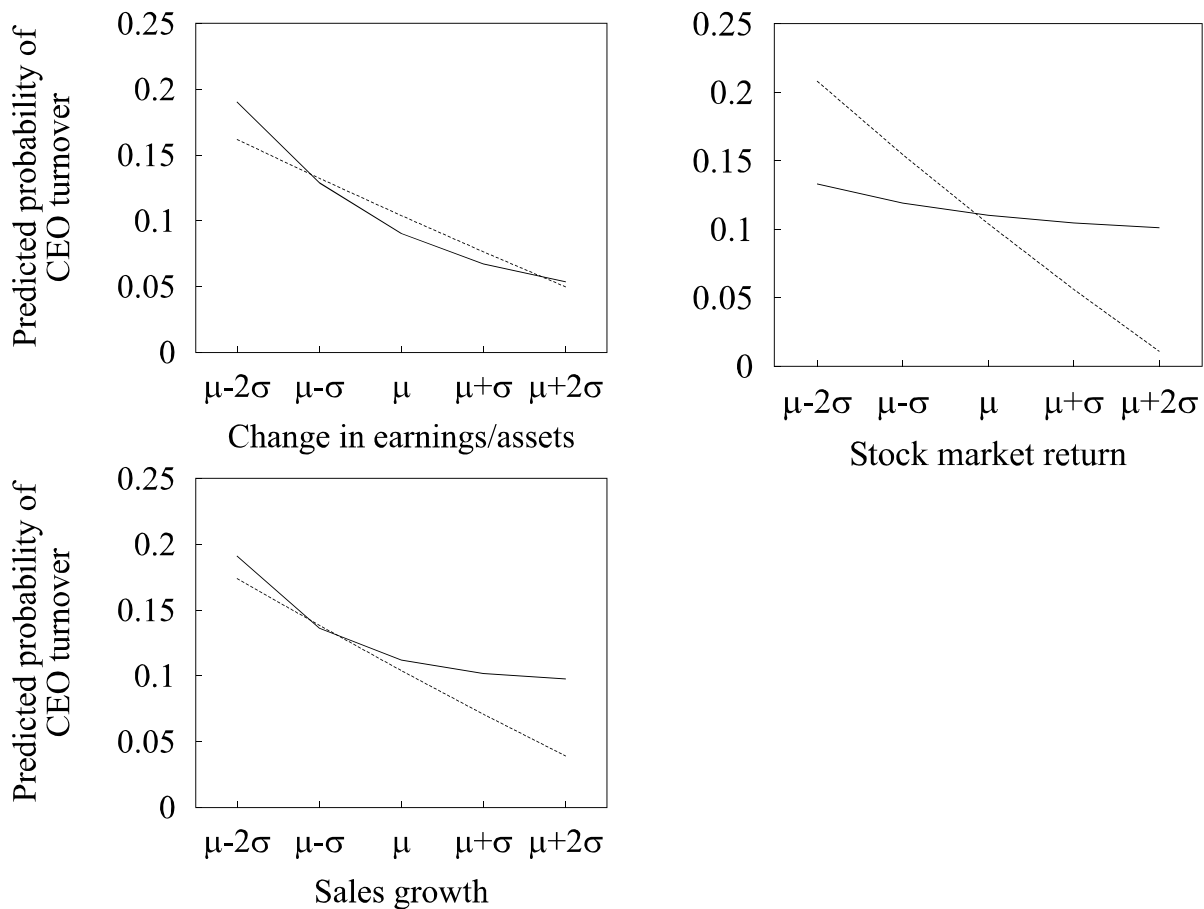 Predicted probability of
CEO turnover
0.25
0.2
0.15
0.1
0.05
0
μ-2σ μ-σ μ μ+σ μ+2σ
Change in earnings/assets
0.25
0.2
0.15
0.1
0.05
0
μ-2σ μ-σ μ μ+σ μ+2σ
Stock market return
Predicted probability of
CEO turnover
0.25
0.2
0.15
0.1
0.05
0
μ-2σ μ-σ μ μ+σ μ+2σ
Sales growth